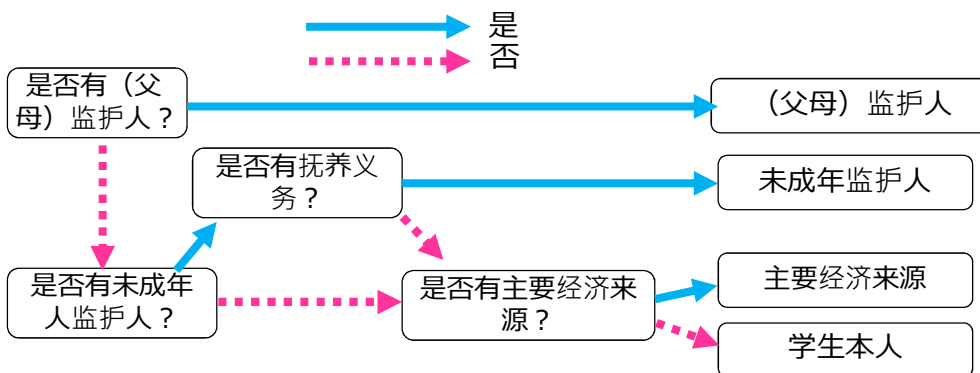 是
否
是否有（父
母）监护人？
（父母）监护人
是否有抚养义
务？
未成年监护人
是否有未成年
人监护人？
是否有主要经济来
源？
主要经济来源
学生本人